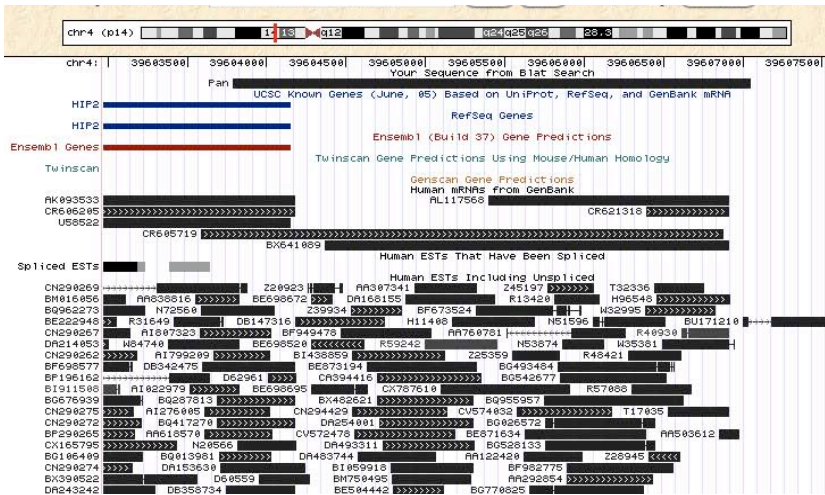 chr4 (p14) 14 13 q12 q24 q25 q26 28.3
chr4: 39603500 39604000 39604500 39605000 39605500 39606000 39606500 39607000 39607500
Your Sequence from Blat Search
Pan
UCSC Known Genes (June, 05) Based on UniProt, RefSeq, and GenBank mRNA
HIP2
RefSeq Genes
HIP2
Ensembl (Build 37) Gene Predictions
Ensembl Genes
Twinscan Gene Predictions Using Mouse/Human Homology
Twinscan
Genscan Gene Predictions
Human mRNAs from GenBank
AK093533 AL117568
CR606205 CR621318
U58522
CR605719
BX641089
Human ESTs That Have Been Spliced
Spliced ESTs
Human ESTs Including Unspliced
CN290269 Z20923 AA307341 Z45197 T32336
BM016056 AA838816 BE698672 DA168155 R13420 H96548
BQ962273 N72560 Z39934 BF673524 W32995
BE222948 R31649 DB147316 H11408 N51596 BU171210
CN290267 AI807323 BF949478 AA760781 R40930
DA214053 W84740 BE698520 R59242 N53874 W35381
CN290262 AI799209 BI438859 Z25359 R48421
BF698577 DB342475 BE873194 BG493484
BP196162 D62961 CA394416 BG542677
BI911508 AI022979 BE698695 CX787610 R57088
BG676939 BQ287813 BX482621 BQ955957
CN290275 AI276005 CN294429 CV574032 T17035
CN290272 BQ417270 DA254001 BG026572
BP290265 AA618570 CV572478 BE871634 AA503612
CX165795 N20566 DA493311 BG528133
BG106409 BQ013981 DA483744 AA122420 Z28945
CN290274 DA153630 BI059918 BF982775
BX390522 D60559 BM750495 AA292854
DA243242 DB358734 BE504442 BG770825